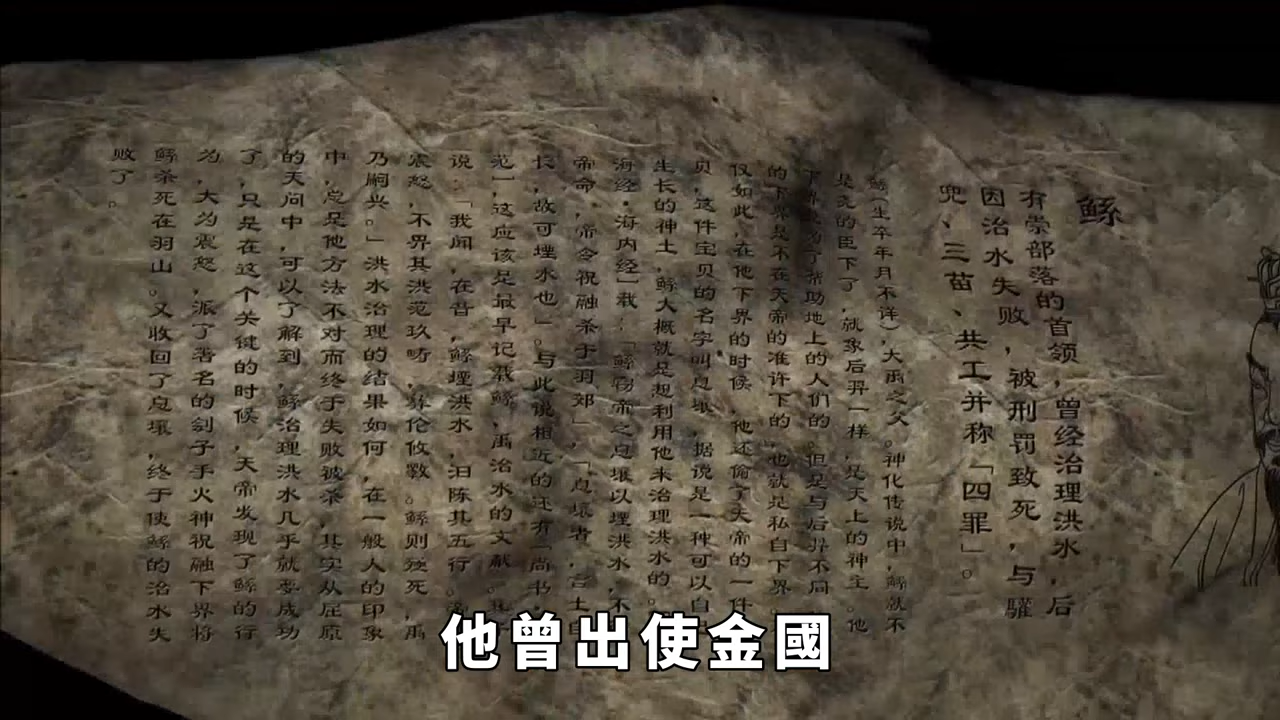 鲧
有崇部落的首领,曾经治理洪水,后
因治水失败,被刑罚致死,与驩
兜、三苗、共工并称「四罪」。
鲧(生卒年月不详),大禹之父。神化传说中,鲧就不
是尧的臣下了,就象后羿一样,是天上的神主。他
下界是为了帮助地上的人们的。但是与后羿不同
的下界是不在天帝的准许下的,也就是私自下界。
仅如此,在他下界的时候,他还偷了天帝的一件
贝,这件宝贝的名字叫息壤,据说是一种可以自
生长的神土,鲧大概就是想利用他来治理洪水的。
海经·海内经」载,「鲧窃帝之息壤以堙洪水,不
帝命,帝令祝融杀于羽郊」,「息壤者,言土自
长,故可堙水也」。与此说相近的还有「尚书,
范」,这应该是最早记载鲧,禹治水的文献。
说:「我闻,在昔,鲧堙洪水,汩陈其五行。
震怒,不界其洪范玖畴,彝伦攸斁。鲧则殛死,禹
乃嗣兴。」洪水治理的结果如何,在一般人的印象
中,总是他方法不对而终于失败被杀,其实从屈原
的天问中,可以了解到,鲧治理洪水几乎就要成功
了,只是在这个关键的时候,天帝发现了鲧的行
为,大为震怒,派了著名的刽子手火神祝融下界将
鲧杀死在羽山。又收回了息壤,终于使鲧的治水失
败了。
他曾出使金國